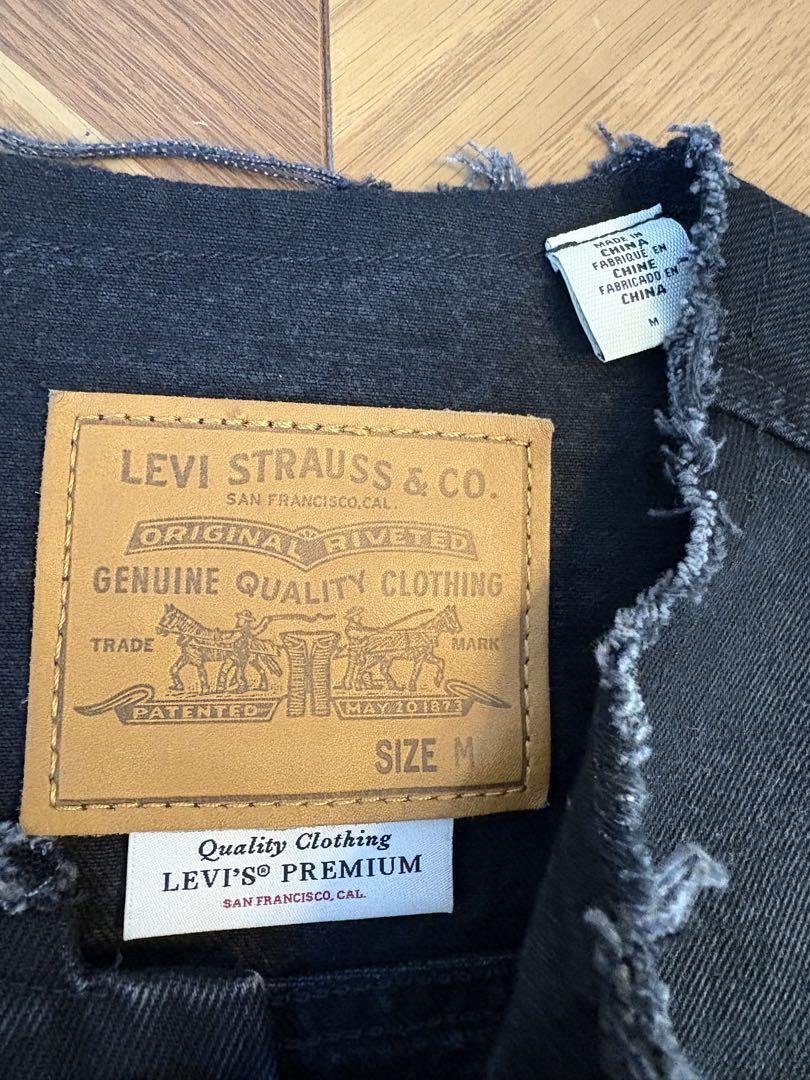 MADE IN
CHINA
FABRIQUÉ EN
CHINE
FABRICADO EN
CHINA
M
LEVI STRAUSS & CO.
SAN FRANCISCO, CAL.
ORIGINAL RIVETED
GENUINE QUALITY CLOTHING
TRADE MARK
PATENTED MAY 20 1873
SIZE M
Quality Clothing
LEVI'S® PREMIUM
SAN FRANCISCO, CAL.